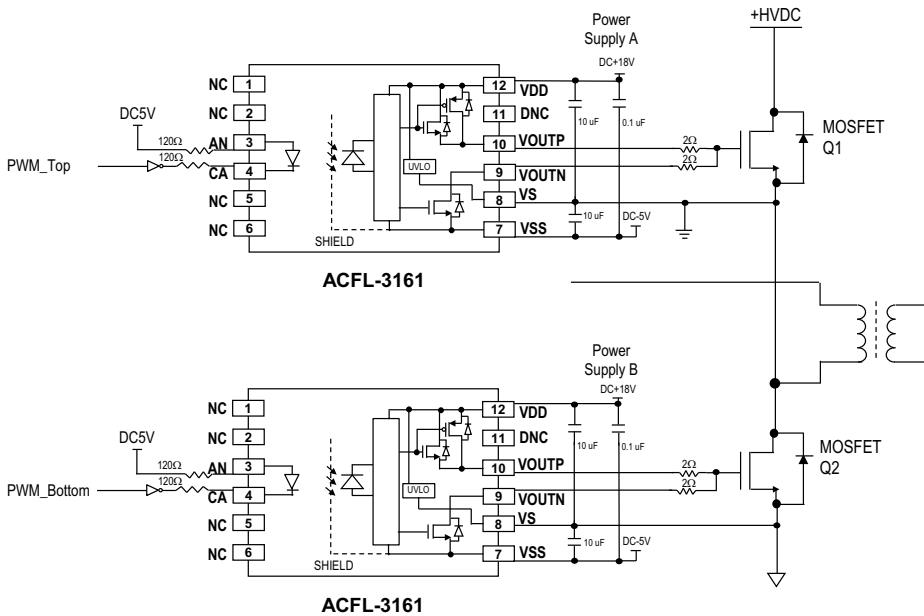 Power
Supply A
+HVDC
DC+18V
NC 1
12 VDD
NC 2
11 DNC
DC5V
120Ω
AN 3
10 VOUTP
10 uF
0.1 uF
2Ω
MOSFET
Q1
PWM_Top
120Ω
CA 4
UVLO
9 VOUTN
2Ω
NC 5
8 VS
10 uF
DC-5V
NC 6
7 VSS
SHIELD
ACFL-3161
Power
Supply B
DC+18V
NC 1
12 VDD
NC 2
11 DNC
DC5V
120Ω
AN 3
10 VOUTP
10 uF
0.1 uF
2Ω
MOSFET
Q2
PWM_Bottom
120Ω
CA 4
UVLO
9 VOUTN
2Ω
NC 5
8 VS
10 uF
DC-5V
NC 6
7 VSS
SHIELD
ACFL-3161